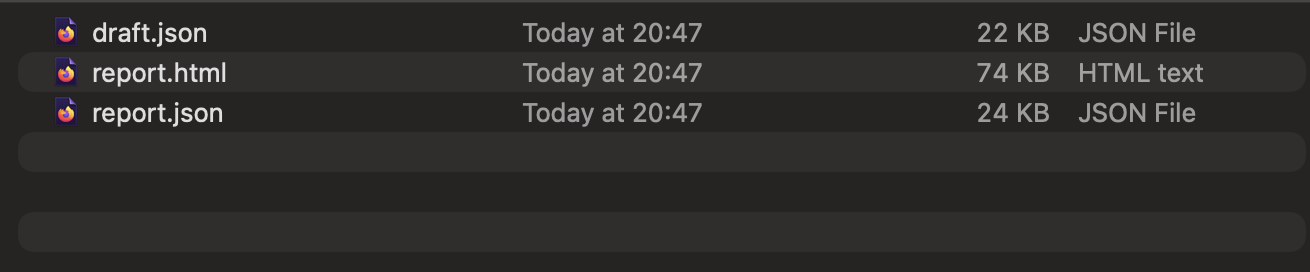 draft.json Today at 20:47 22 KB JSON File
report.html Today at 20:47 74 KB HTML text
report.json Today at 20:47 24 KB JSON File